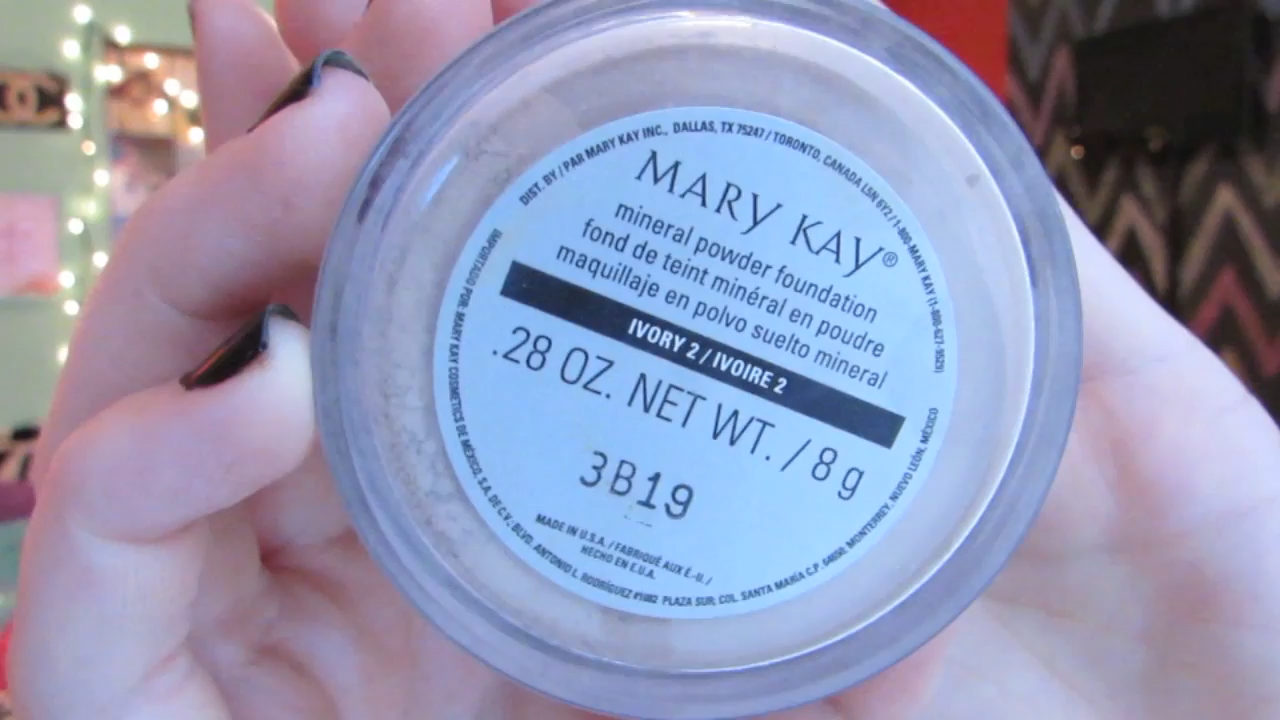 DIST. BY / PAR MARY KAY INC., DALLAS, TX 75247 / TORONTO, CANADA L5N 6Y2 / 1-800-MARY KAY (1-800-627-9529)
MARY KAY®
mineral powder foundation
fond de teint minéral en poudre
maquillaje en polvo suelto mineral
IVORY 2 / IVOIRE 2
.28 OZ. NET WT. / 8 g
3B19
MADE IN U.S.A. / FABRIQUÉ AUX É.-U. /
HECHO EN E.U.A.
IMPORTADO POR: MARY KAY COSMETICS DE MÉXICO, S.A. DE C.V.; BLVD. ANTONIO L. RODRÍGUEZ #1882 PLAZA SUR; COL. SANTA MARÍA C.P. 64650; MONTERREY, NUEVO LEÓN, MÉXICO